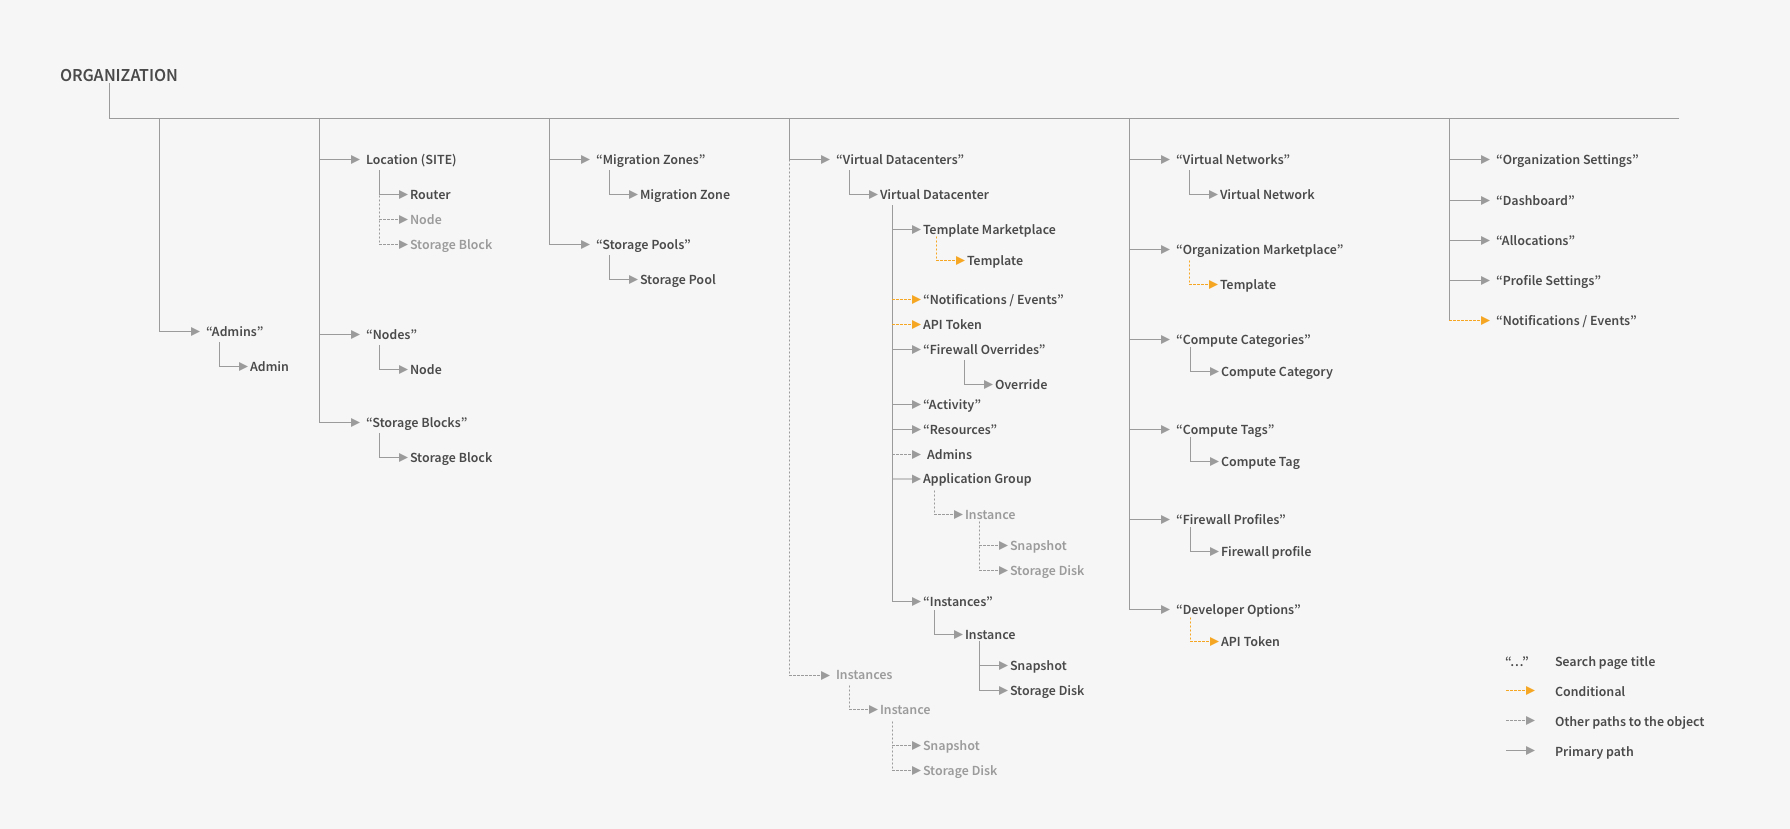 ORGANIZATION
“Admins”
Admin
Location (SITE)
Router
Node
Storage Block
“Nodes”
Node
“Storage Blocks”
Storage Block
“Migration Zones”
Migration Zone
“Storage Pools”
Storage Pool
“Virtual Datacenters”
Virtual Datacenter
Template Marketplace
Template
“Notifications / Events”
API Token
“Firewall Overrides”
Override
“Activity”
“Resources”
Admins
Application Group
Instance
Snapshot
Storage Disk
“Instances”
Instance
Snapshot
Storage Disk
Instances
Instance
Snapshot
Storage Disk
“Virtual Networks”
Virtual Network
“Organization Marketplace”
Template
“Compute Categories”
Compute Category
“Compute Tags”
Compute Tag
“Firewall Profiles”
Firewall profile
“Developer Options”
API Token
“Organization Settings”
“Dashboard”
“Allocations”
“Profile Settings”
“Notifications / Events”
“...” Search page title
Conditional
Other paths to the object
Primary path